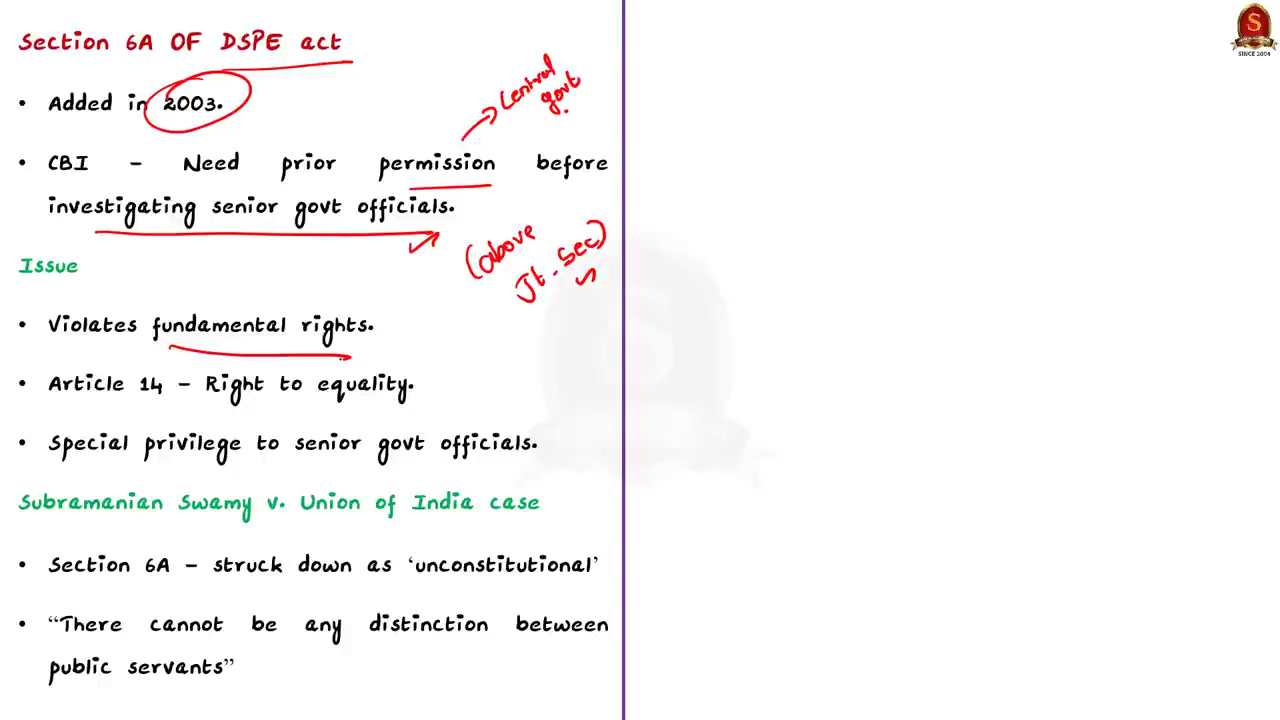 Section 6A OF DSPE act
• Added in 2003.
Central
govt.
• CBI – Need prior permission before
investigating senior govt officials.
(above
Jt. Sec)
Issue
• Violates fundamental rights.
• Article 14 – Right to equality.
• Special privilege to senior govt officials.
Subramanian Swamy v. Union of India case
• Section 6A – struck down as ‘unconstitutional’
• “There cannot be any distinction between
public servants”
S
SINCE 2004
S